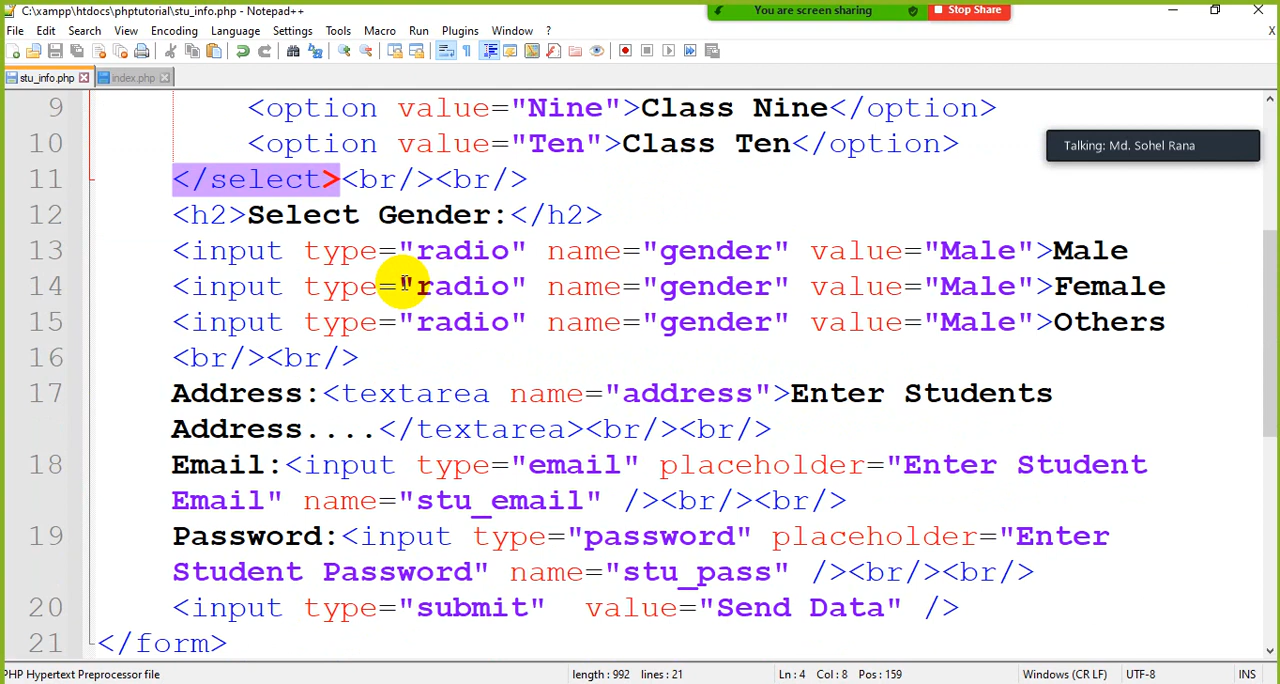 C:\xampp\htdocs\phptutorial\stu_info.php - Notepad++
You are screen sharing
Stop Share
File Edit Search View Encoding Language Settings Tools Macro Run Plugins Window ? X
stu_info.php index.php
9 <option value="Nine">Class Nine</option>
10 <option value="Ten">Class Ten</option>
Talking: Md. Sohel Rana
11 </select><br/><br/>
12 <h2>Select Gender:</h2>
13 <input type="radio" name="gender" value="Male">Male
14 <input type="radio" name="gender" value="Male">Female
15 <input type="radio" name="gender" value="Male">Others
16 <br/><br/>
17 Address:<textarea name="address">Enter Students
Address....</textarea><br/><br/>
18 Email:<input type="email" placeholder="Enter Student
Email" name="stu_email" /><br/><br/>
19 Password:<input type="password" placeholder="Enter
Student Password" name="stu_pass" /><br/><br/>
20 <input type="submit"  value="Send Data" />
21 </form>
PHP Hypertext Preprocessor file length : 992 lines : 21 Ln : 4 Col : 8 Pos : 159 Windows (CR LF) UTF-8 INS